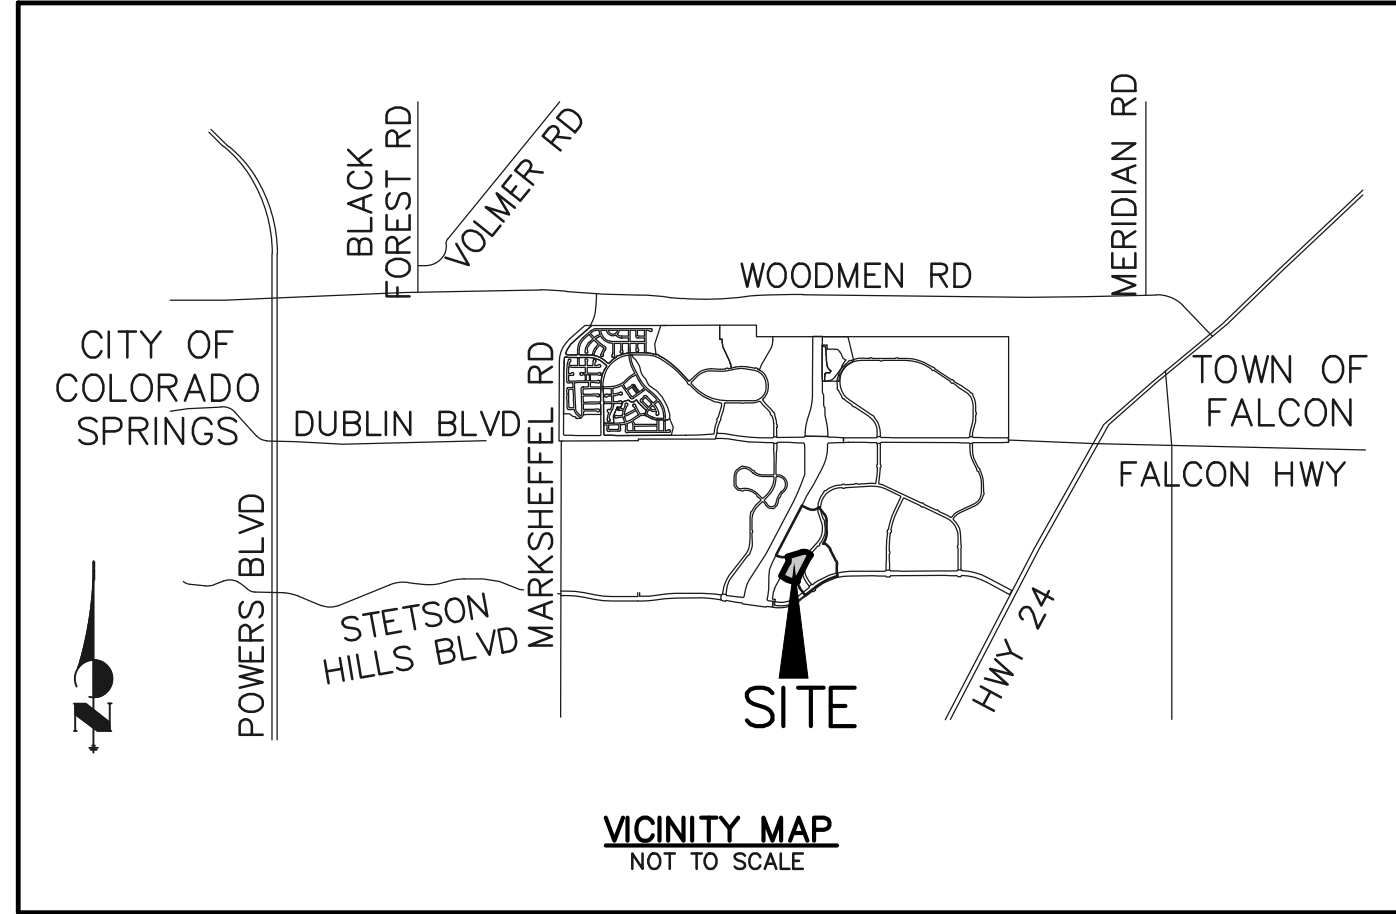 BLACK
FOREST RD
VOLMER RD
MERIDIAN RD
WOODMEN RD
CITY OF
COLORADO
SPRINGS
DUBLIN BLVD
MARKSHEFFEL RD
TOWN OF
FALCON
FALCON HWY
POWERS BLVD
STETSON
HILLS BLVD
HWY 24
SITE
N
VICINITY MAP
NOT TO SCALE